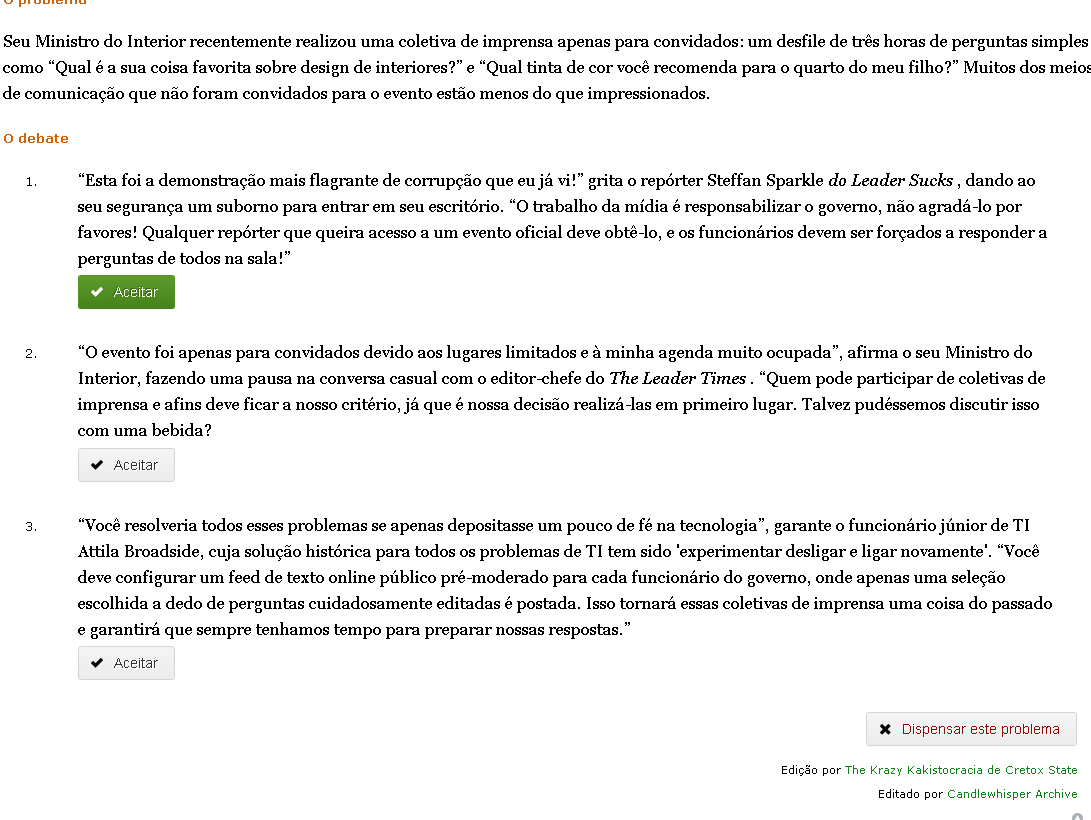 O problema
Seu Ministro do Interior recentemente realizou uma coletiva de imprensa apenas para convidados: um desfile de três horas de perguntas simples
como “Qual é a sua coisa favorita sobre design de interiores?” e “Qual tinta de cor você recomenda para o quarto do meu filho?” Muitos dos meios
de comunicação que não foram convidados para o evento estão menos do que impressionados.
O debate
1. “Esta foi a demonstração mais flagrante de corrupção que eu já vi!” grita o repórter Steffan Sparkle do Leader Sucks , dando ao
seu segurança um suborno para entrar em seu escritório. “O trabalho da mídia é responsabilizar o governo, não agradá-lo por
favores! Qualquer repórter que queira acesso a um evento oficial deve obtê-lo, e os funcionários devem ser forçados a responder a
perguntas de todos na sala!”
Aceitar
2. “O evento foi apenas para convidados devido aos lugares limitados e à minha agenda muito ocupada”, afirma o seu Ministro do
Interior, fazendo uma pausa na conversa casual com o editor-chefe do The Leader Times . “Quem pode participar de coletivas de
imprensa e afins deve ficar a nosso critério, já que é nossa decisão realizá-las em primeiro lugar. Talvez pudéssemos discutir isso
com uma bebida?
Aceitar
3. “Você resolveria todos esses problemas se apenas depositasse um pouco de fé na tecnologia”, garante o funcionário júnior de TI
Attila Broadside, cuja solução histórica para todos os problemas de TI tem sido 'experimentar desligar e ligar novamente'. “Você
deve configurar um feed de texto online público pré-moderado para cada funcionário do governo, onde apenas uma seleção
escolhida a dedo de perguntas cuidadosamente editadas é postada. Isso tornará essas coletivas de imprensa uma coisa do passado
e garantirá que sempre tenhamos tempo para preparar nossas respostas.”
Aceitar
Dispensar este problema
Edição por The Krazy Kakistocracia de Cretox State
Editado por Candlewhisper Archive